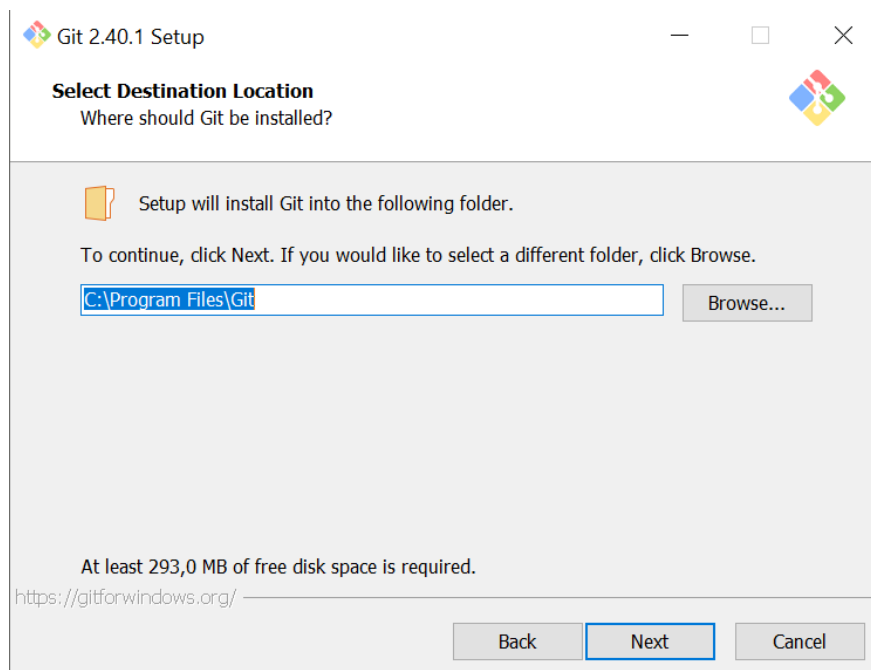 Git 2.40.1 Setup
Select Destination Location
Where should Git be installed?
Setup will install Git into the following folder.
To continue, click Next. If you would like to select a different folder, click Browse.
C:\Program Files\Git
Browse...
At least 293,0 MB of free disk space is required.
https://gitforwindows.org/
Back
Next
Cancel